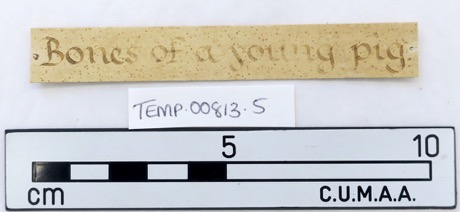 Bones of a young pig.
TEMP.00813.5
5 10
cm C.U.M.A.A.